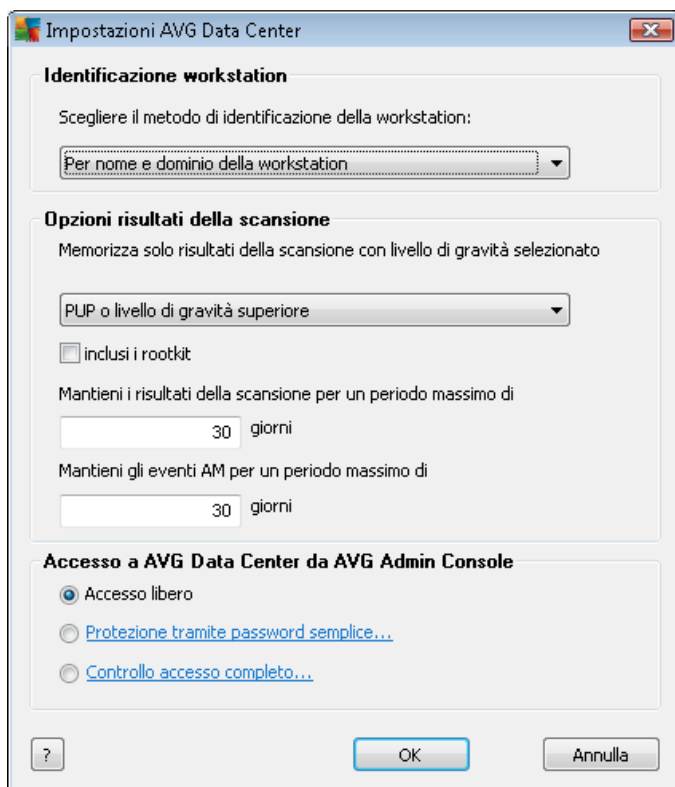 Impostazioni AVG Data Center
Identificazione workstation
Scegliere il metodo di identificazione della workstation:
Per nome e dominio della workstation
Opzioni risultati della scansione
Memorizza solo risultati della scansione con livello di gravità selezionato
PUP o livello di gravità superiore
inclusi i rootkit
Mantieni i risultati della scansione per un periodo massimo di
30 giorni
Mantieni gli eventi AM per un periodo massimo di
30 giorni
Accesso a AVG Data Center da AVG Admin Console
Accesso libero
Protezione tramite password semplice...
Controllo accesso completo...
? OK Annulla